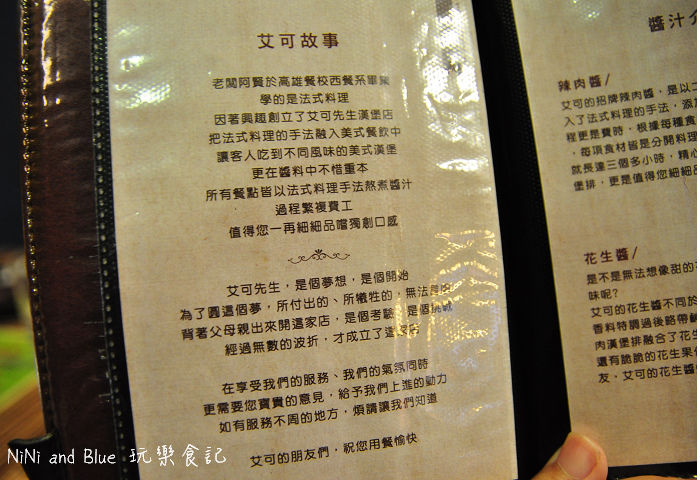 艾可故事
老闆阿賢於高雄餐校西餐系畢業
學的是法式料理
因著興趣創立了艾可先生漢堡店
把法式料理的手法融入美式餐飲中
讓客人吃到不同風味的美式漢堡
更在醬料中不惜重本
所有餐點皆以法式料理手法熬煮醬汁
過程繁複費工
值得您一再細細品嚐獨創口感
艾可先生，是個夢想，是個開始
為了圓這個夢，所付出的、所犧牲的，無法
背著父母親出來開這家店，是個考驗，是個挑戰
經過無數的波折，才成立了這家店
在享受我們的服務、我們的氣氛同時
更需要您寶貴的意見，給予我們上進的動力
如有服務不周的地方，煩請讓我們知道
艾可的朋友們，祝您用餐愉快
醬汁介
辣肉醬/
艾可的招牌辣肉醬，是以二
入了法式料理的手法，添
程更是費時，根據每種食
，每項食材皆是分開料理
就長達三個多小時，精心
堡排，更是值得您細細品
花生醬/
是不是無法想像甜的花
味呢？
艾可的花生醬不同於
香料特調過後略帶鹹
肉漢堡排融合了花生
還有脆脆的花生果
友、艾可的花生醬
NiNi and Blue 玩樂食記